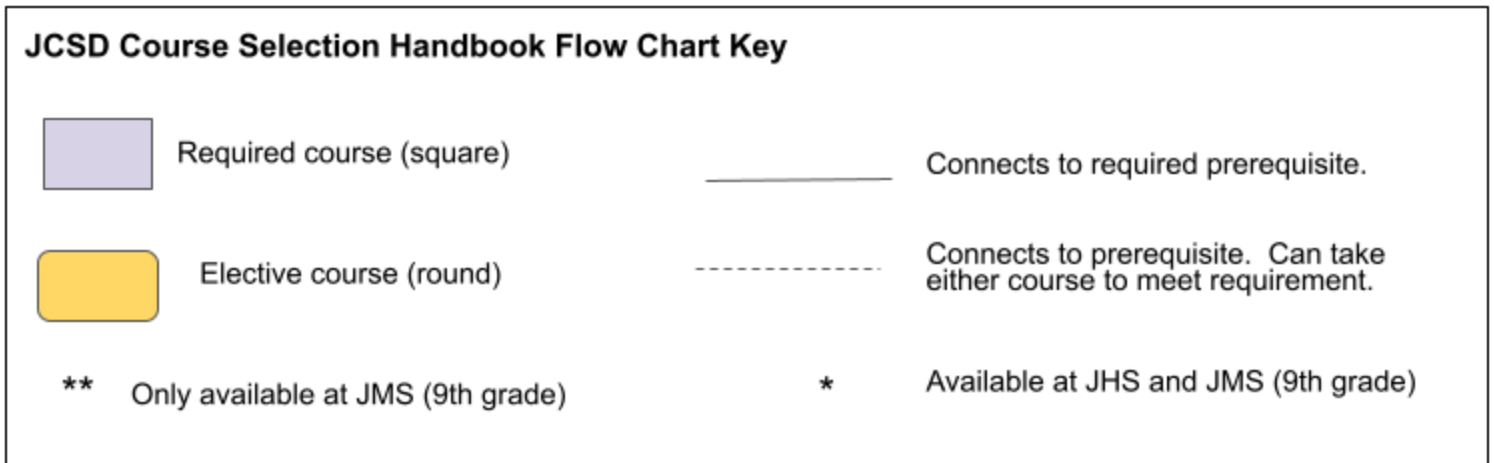 JCSD Course Selection Handbook Flow Chart Key
Required course (square)
Connects to required prerequisite.
Elective course (round)
Connects to prerequisite. Can take
either course to meet requirement.
** Only available at JMS (9th grade)
* Available at JHS and JMS (9th grade)